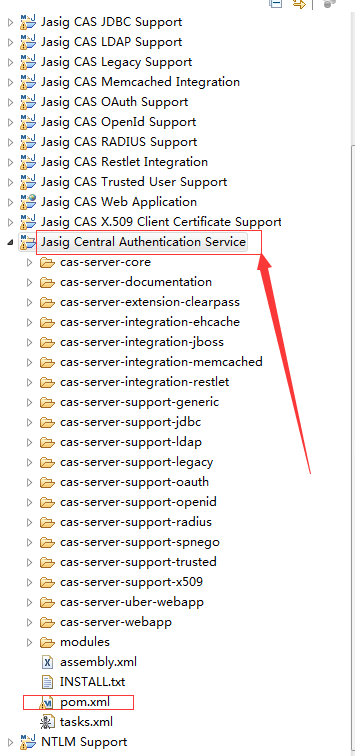 Jasig CAS JDBC Support
Jasig CAS LDAP Support
Jasig CAS Legacy Support
Jasig CAS Memcached Integration
Jasig CAS OAuth Support
Jasig CAS OpenId Support
Jasig CAS RADIUS Support
Jasig CAS Restlet Integration
Jasig CAS Trusted User Support
Jasig CAS Web Application
Jasig CAS X.509 Client Certificate Support
Jasig Central Authentication Service
cas-server-core
cas-server-documentation
cas-server-extension-clearpass
cas-server-integration-ehcache
cas-server-integration-jboss
cas-server-integration-memcached
cas-server-integration-restlet
cas-server-support-generic
cas-server-support-jdbc
cas-server-support-ldap
cas-server-support-legacy
cas-server-support-oauth
cas-server-support-openid
cas-server-support-radius
cas-server-support-spnego
cas-server-support-trusted
cas-server-support-x509
cas-server-uber-webapp
cas-server-webapp
modules
assembly.xml
INSTALL.txt
pom.xml
tasks.xml
NTLM Support